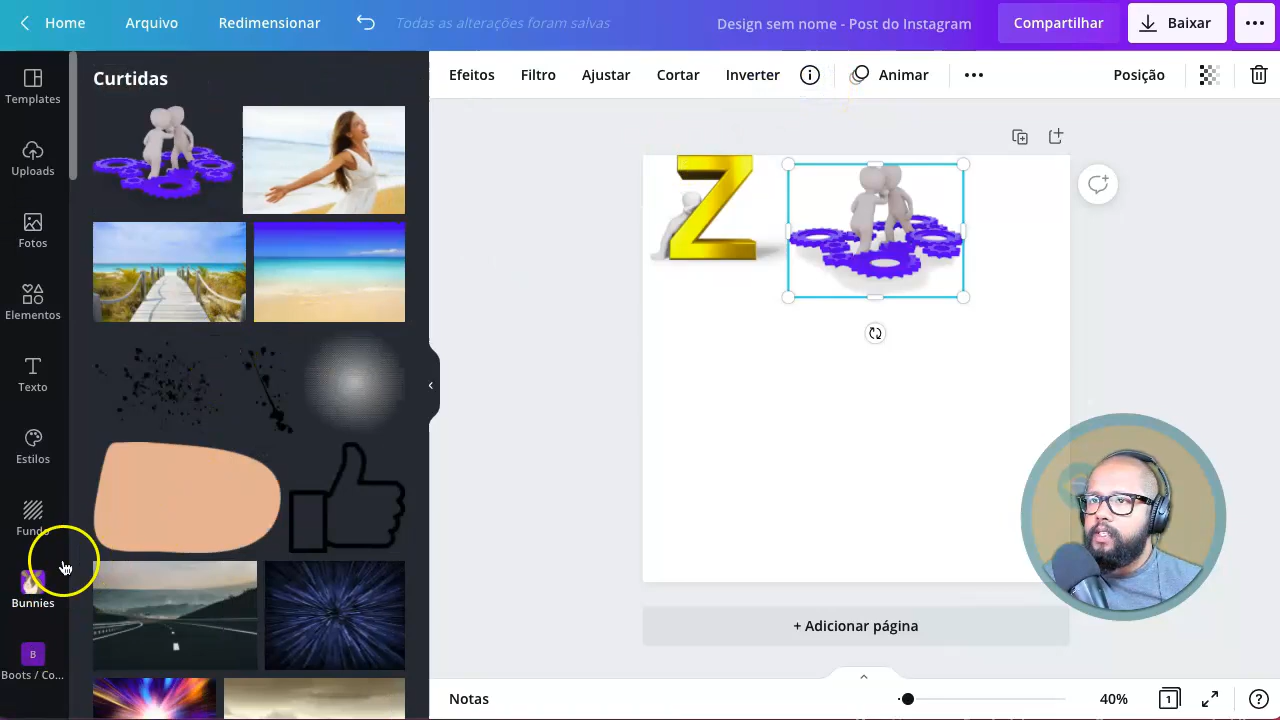 Home
Arquivo
Redimensionar
Todas as alterações foram salvas
Design sem nome - Post do Instagram
Compartilhar
Baixar
Templates
Uploads
Fotos
Elementos
Texto
Estilos
Fundo
Bunnies
B
Boots / Co...
Curtidas
Efeitos
Filtro
Ajustar
Cortar
Inverter
Animar
Posição
Z
+ Adicionar página
Notas
40%
1
?